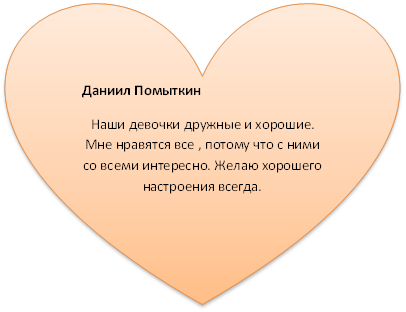 Даниил Помыткин
Наши девочки дружные и хорошие.
Мне нравятся все , потому что с ними
со всеми интересно. Желаю хорошего
настроения всегда.